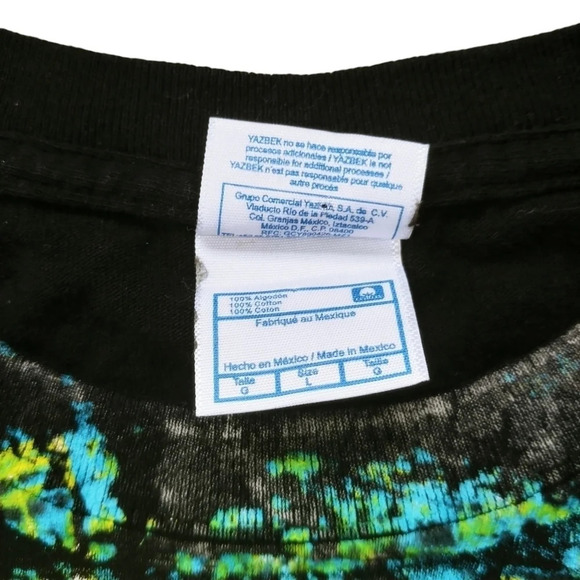 YAZBEK no se hace responsable por
procesos adicionales / YAZBEK is not
responsible for additional processes /
YAZBEK n'est pas responsable pour quelque
autre procés
Grupo Comercial Yazbek, S.A. de C.V.
Viaducto Río de la Piedad 539-A
Col. Granjas México, Iztacalco
México D.F., C.P. 08400
100% Algodón
100% Cotton
100% Coton
Fabriqué au Mexique
Hecho en México / Made in Mexico
Talla Size Taille
G L G